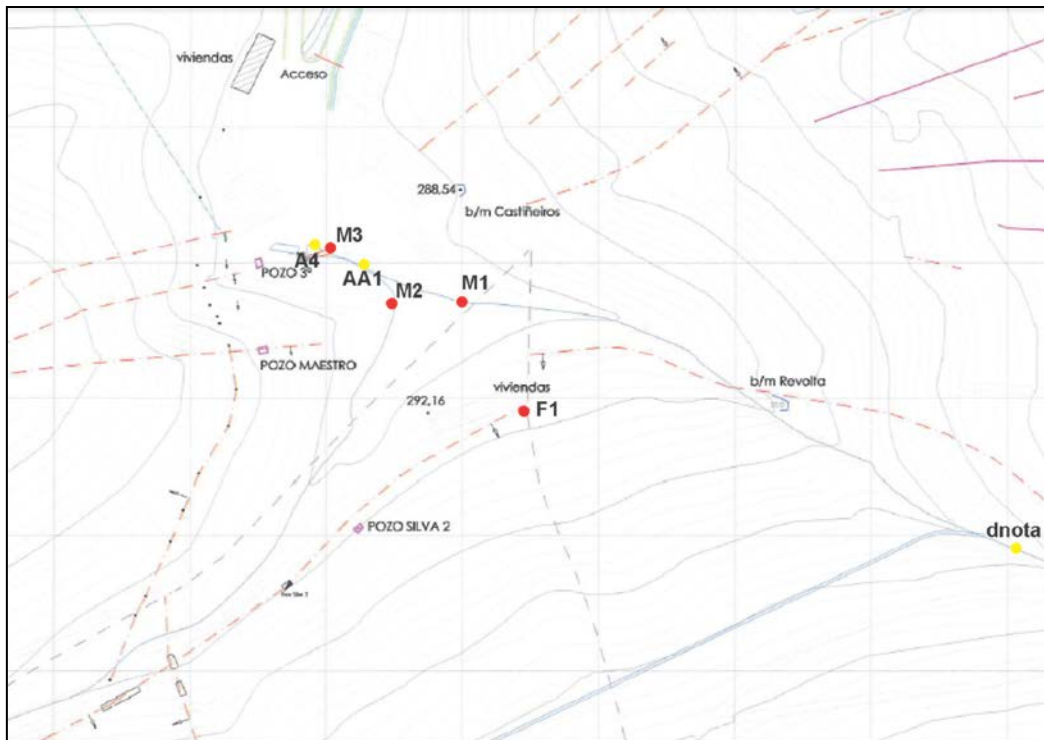 viviendas
Acceso
288,54
b/m Castiñeiros
M3
A4
POZO 3º
AA1
M2
M1
POZO MAESTRO
b/m Revolta
viviendas
292,16
F1
POZO SILVA 2
dnota